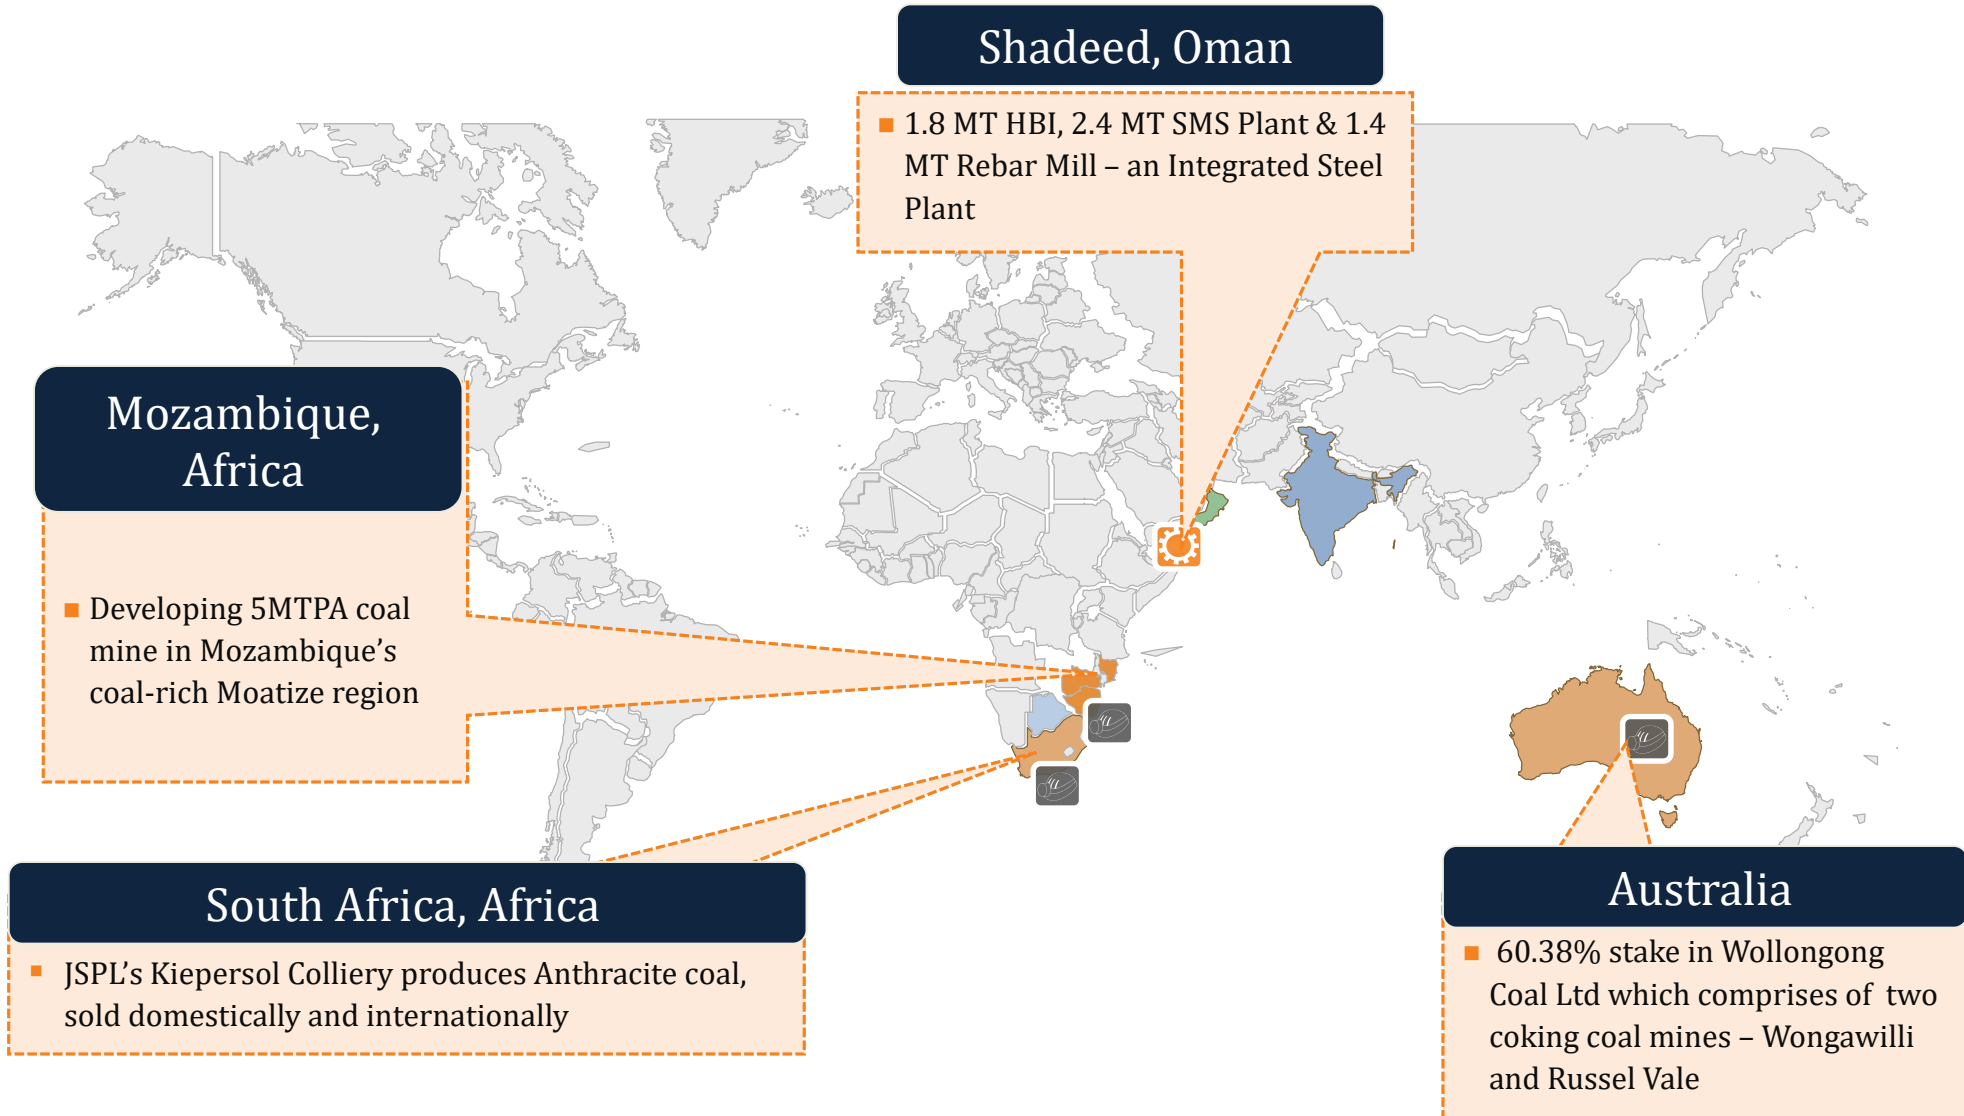 Shadeed, Oman
■ 1.8 MT HBI, 2.4 MT SMS Plant & 1.4
MT Rebar Mill – an Integrated Steel
Plant
Mozambique,
Africa
■ Developing 5MTPA coal
mine in Mozambique’s
coal-rich Moatize region
South Africa, Africa
■ JSPL’s Kiepersol Colliery produces Anthracite coal,
sold domestically and internationally
Australia
■ 60.38% stake in Wollongong
Coal Ltd which comprises of two
coking coal mines – Wongawilli
and Russel Vale